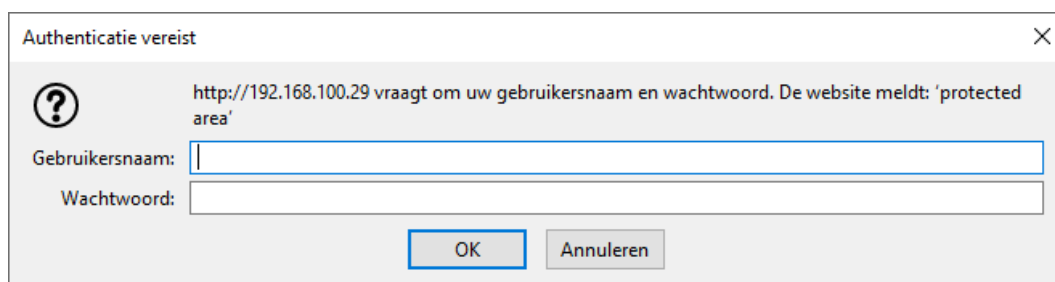 Authenticatie vereist
http://192.168.100.29 vraagt om uw gebruikersnaam en wachtwoord. De website meldt: ‘protected
area’
Gebruikersnaam:
Wachtwoord:
OK Annuleren